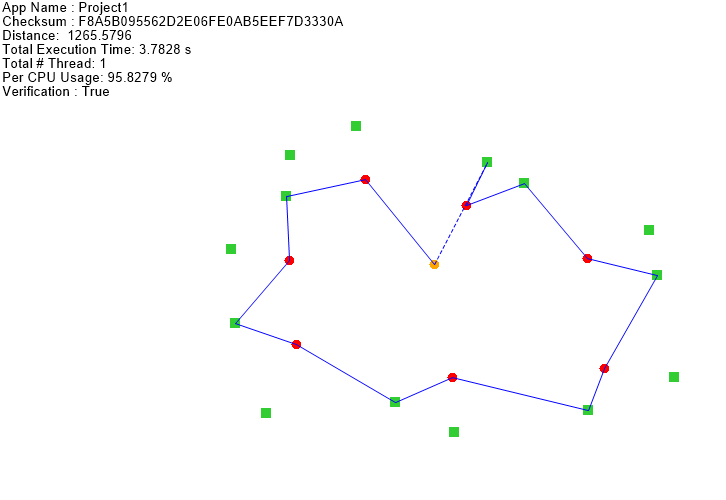 App Name : Project1
Checksum : F8A5B095562D2E06FE0AB5EEF7D3330A
Distance:  1265.5796
Total Execution Time: 3.7828 s
Total # Thread: 1
Per CPU Usage: 95.8279 %
Verification : True